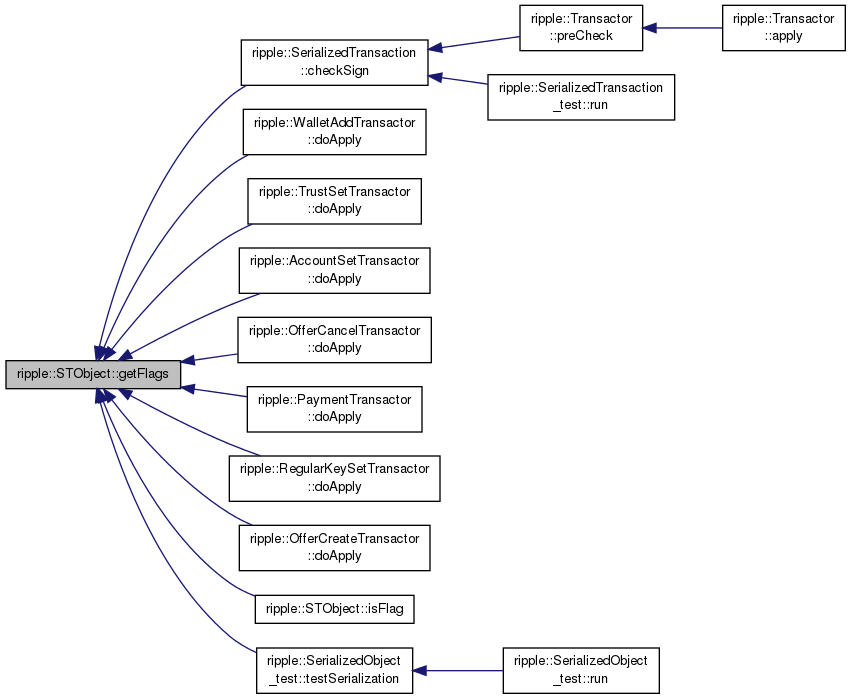 ripple::Transactor
::preCheck
ripple::Transactor
::apply
ripple::SerializedTransaction
::checkSign
ripple::SerializedTransaction
_test::run
ripple::WalletAddTransactor
::doApply
ripple::TrustSetTransactor
::doApply
ripple::AccountSetTransactor
::doApply
ripple::OfferCancelTransactor
::doApply
ripple::STObject::getFlags
ripple::PaymentTransactor
::doApply
ripple::RegularKeySetTransactor
::doApply
ripple::OfferCreateTransactor
::doApply
ripple::STObject::isFlag
ripple::SerializedObject
_test::testSerialization
ripple::SerializedObject
_test::run